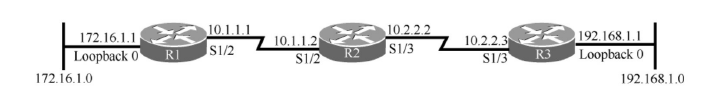 172.16.1.1
Loopback 0
172.16.1.0
R1
10.1.1.1
S1/2
10.1.1.2
S1/2
R2
10.2.2.2
S1/3
10.2.2.3
S1/3
R3
192.168.1.1
Loopback 0
192.168.1.0